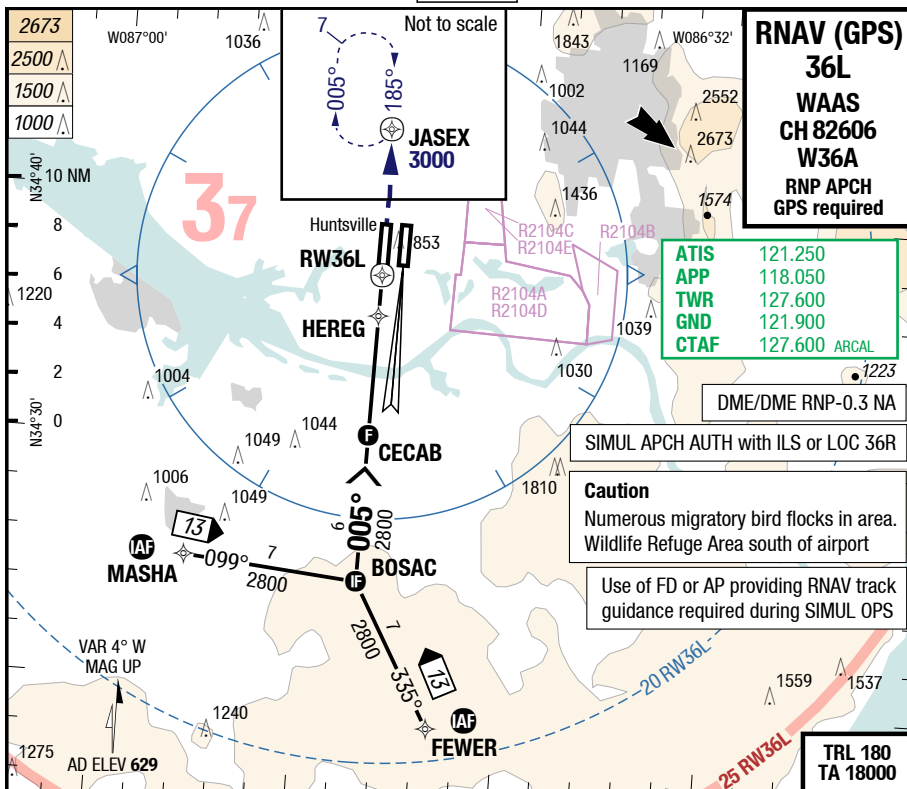 2673
2500
1500
1000
W087°00'
1036
Not to scale
7
005°
185°
JASEX
3000
1843
W086°32'
1169
1002
1044
2552
2673
1436
1574
RNAV (GPS)
36L
WAAS
CH 82606
W36A
RNP APCH
GPS required
N34°40'
10 NM
8
6
4
2
0
N34°30'
37
Huntsville
853
RW36L
HEREG
R2104C
R2104E
R2104B
R2104A
R2104D
ATIS 121.250
APP 118.050
TWR 127.600
GND 121.900
CTAF 127.600 ARCAL
1220
1039
1030
1223
1004
DME/DME RNP-0.3 NA
1044
1049
CECAB
F
SIMUL APCH AUTH with ILS or LOC 36R
1006
1049
1810
Caution
Numerous migratory bird flocks in area.
Wildlife Refuge Area south of airport
005°
6
2800
13
IAF
MASHA
099°
7
2800
BOSAC
IF
Use of FD or AP providing RNAV track
guidance required during SIMUL OPS
7
2800
335°
13
IAF
FEWER
VAR 4° W
MAG UP
20 RW36L
1240
1559
1537
1275
AD ELEV 629
25 RW36L
TRL 180
TA 18000